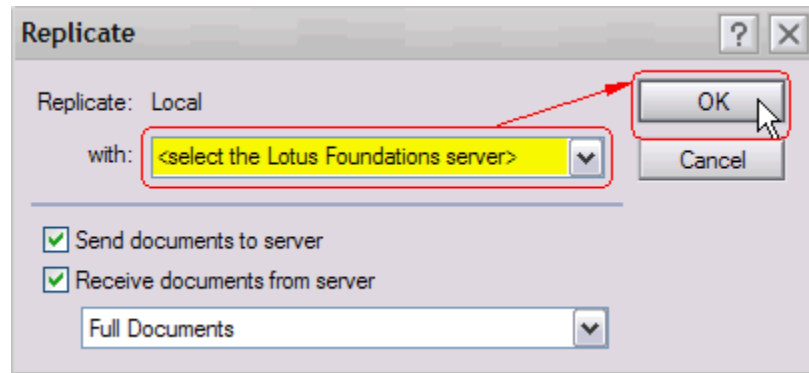 Replicate
?
Replicate: Local
OK
with: <select the Lotus Foundations server>
Cancel
Send documents to server
Receive documents from server
Full Documents